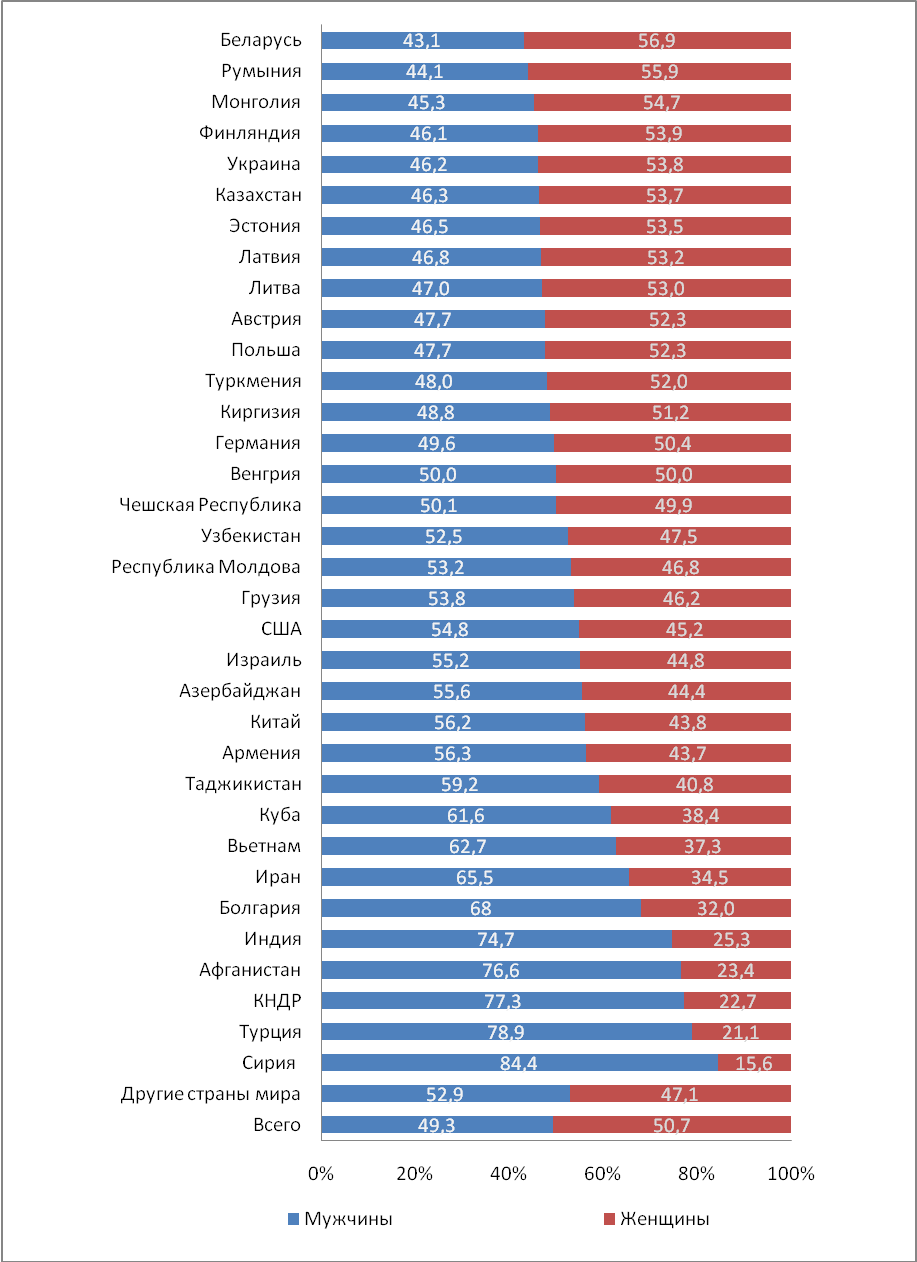 Беларусь 43,1 56,9
Румыния 44,1 55,9
Монголия 45,3 54,7
Финляндия 46,1 53,9
Украина 46,2 53,8
Казахстан 46,3 53,7
Эстония 46,5 53,5
Латвия 46,8 53,2
Литва 47,0 53,0
Австрия 47,7 52,3
Польша 47,7 52,3
Туркмения 48,0 52,0
Киргизия 48,8 51,2
Германия 49,6 50,4
Венгрия 50,0 50,0
Чешская Республика 50,1 49,9
Узбекистан 52,5 47,5
Республика Молдова 53,2 46,8
Грузия 53,8 46,2
США 54,8 45,2
Израиль 55,2 44,8
Азербайджан 55,6 44,4
Китай 56,2 43,8
Армения 56,3 43,7
Таджикистан 59,2 40,8
Куба 61,6 38,4
Вьетнам 62,7 37,3
Иран 65,5 34,5
Болгария 68 32,0
Индия 74,7 25,3
Афганистан 76,6 23,4
КНДР 77,3 22,7
Турция 78,9 21,1
Сирия 84,4 15,6
Другие страны мира 52,9 47,1
Всего 49,3 50,7
0% 20% 40% 60% 80% 100%
Мужчины Женщины